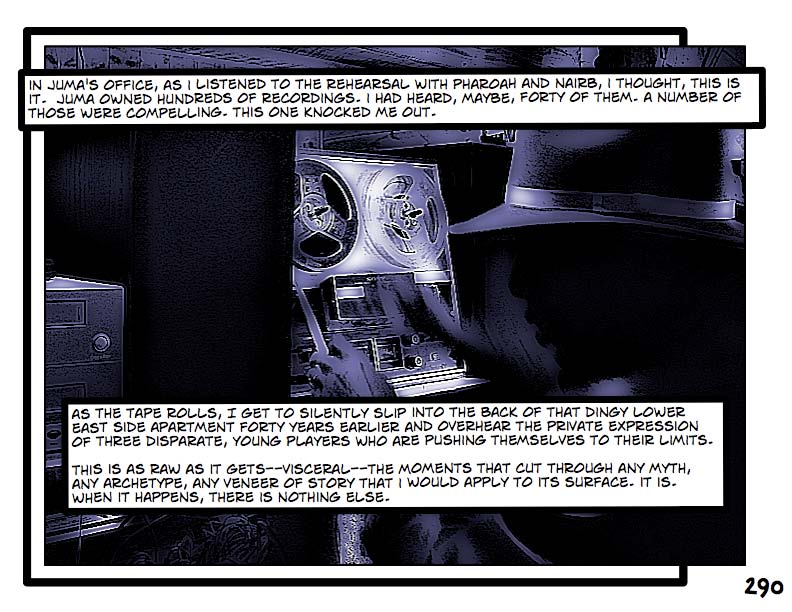 IN JUMA'S OFFICE, AS I LISTENED TO THE REHEARSAL WITH PHAROAH AND NAIRB, I THOUGHT, THIS IS
IT. JUMA OWNED HUNDREDS OF RECORDINGS. I HAD HEARD, MAYBE, FORTY OF THEM. A NUMBER OF
THOSE WERE COMPELLING. THIS ONE KNOCKED ME OUT.
AS THE TAPE ROLLS, I GET TO SILENTLY SLIP INTO THE BACK OF THAT DINGY LOWER
EAST SIDE APARTMENT FORTY YEARS EARLIER AND OVERHEAR THE PRIVATE EXPRESSION
OF THREE DISPARATE, YOUNG PLAYERS WHO ARE PUSHING THEMSELVES TO THEIR LIMITS.
THIS IS AS RAW AS IT GETS--VISCERAL--THE MOMENTS THAT CUT THROUGH ANY MYTH,
ANY ARCHETYPE, ANY VENEER OF STORY THAT I WOULD APPLY TO ITS SURFACE. IT IS.
WHEN IT HAPPENS, THERE IS NOTHING ELSE.
290